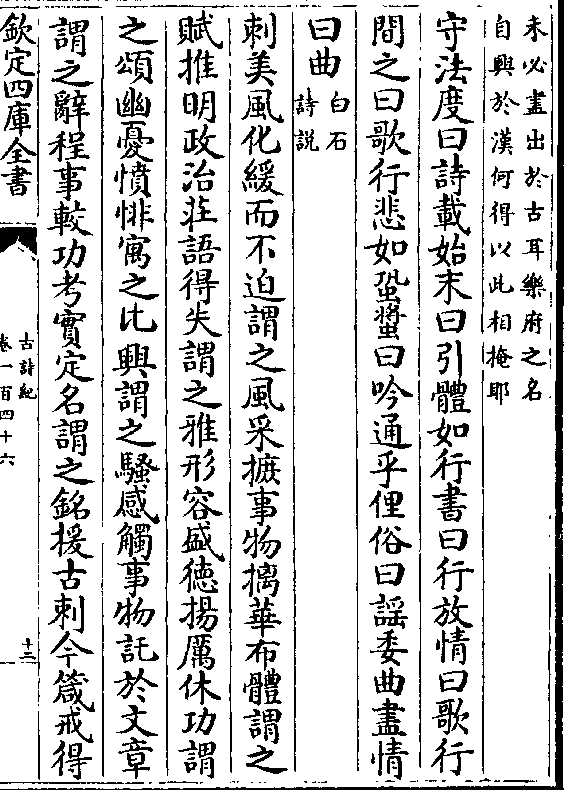 未必盡出於古耳樂府之名
自興於漢何得以此相掩耶
守法度曰詩載始末曰引體如行書曰行放情曰歌行
間之曰歌行悲如蛩螿曰吟通乎俚俗曰謡委曲盡情
曰曲
白石
詩説
刺美風化緩而不迫謂之風采摭事物摛華布體謂之
賦推明政治莊語得失謂之雅形容盛德揚厲休功謂
之頌幽憂憤悱寓之比興謂之騷感觸事物託於文章
謂之辭程事較功考實定名謂之銘援古刺今箴戒得
欽定四庫全書
古詩紀
卷一百四十六
十二